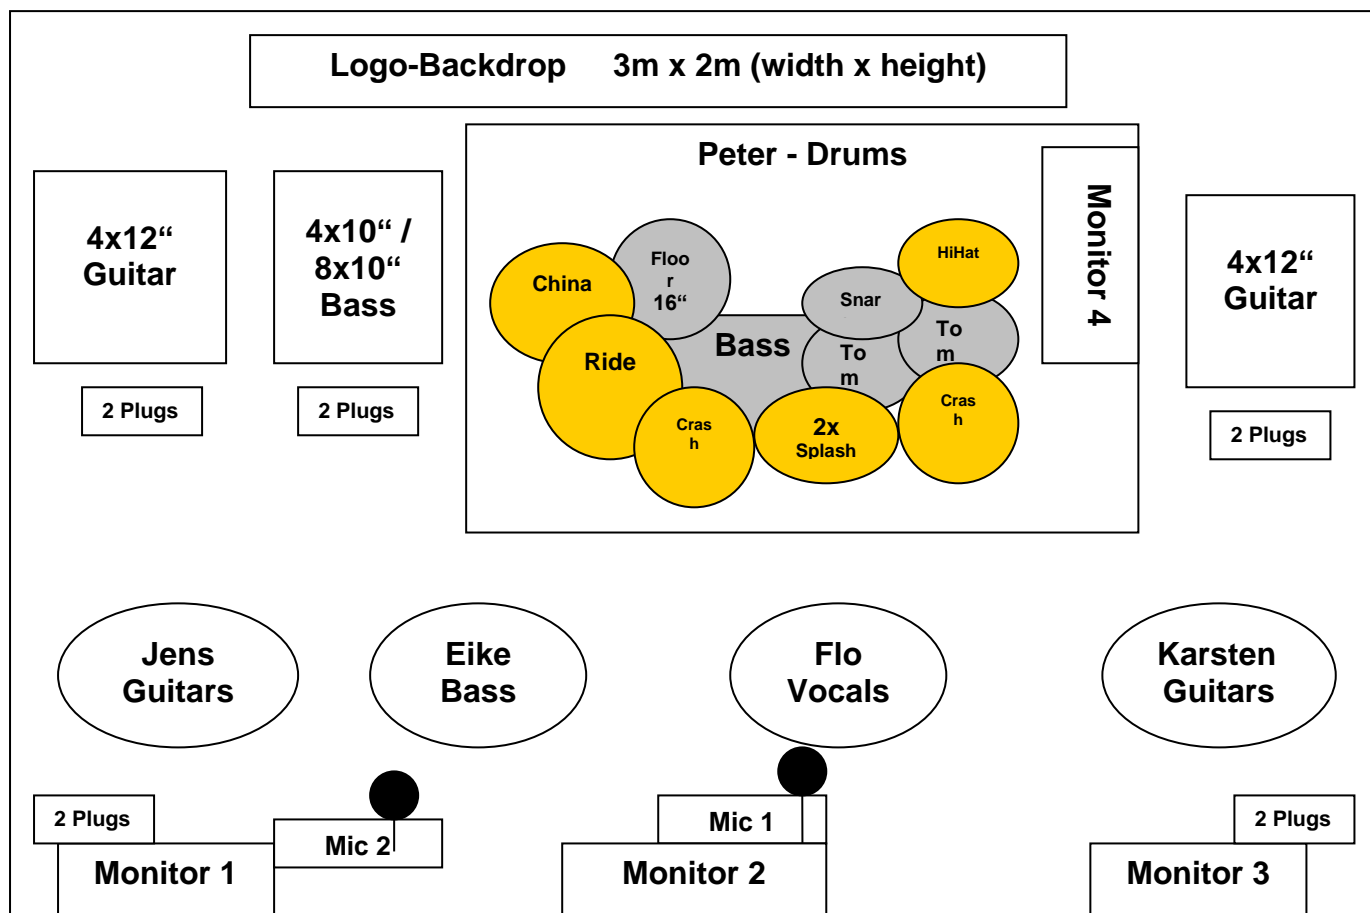 Logo-Backdrop 3m x 2m (width x height)
Peter - Drums
Monitor 4
4x12“
Guitar
4x10“ /
8x10“
Bass
4x12“
Guitar
China
Floo
r
16“
HiHat
Snar
Bass
To
m
To
m
Ride
Cras
h
2x
Splash
Cras
h
2 Plugs
2 Plugs
2 Plugs
Jens
Guitars
Eike
Bass
Flo
Vocals
Karsten
Guitars
2 Plugs
Mic 2
Mic 1
2 Plugs
Monitor 1
Monitor 2
Monitor 3